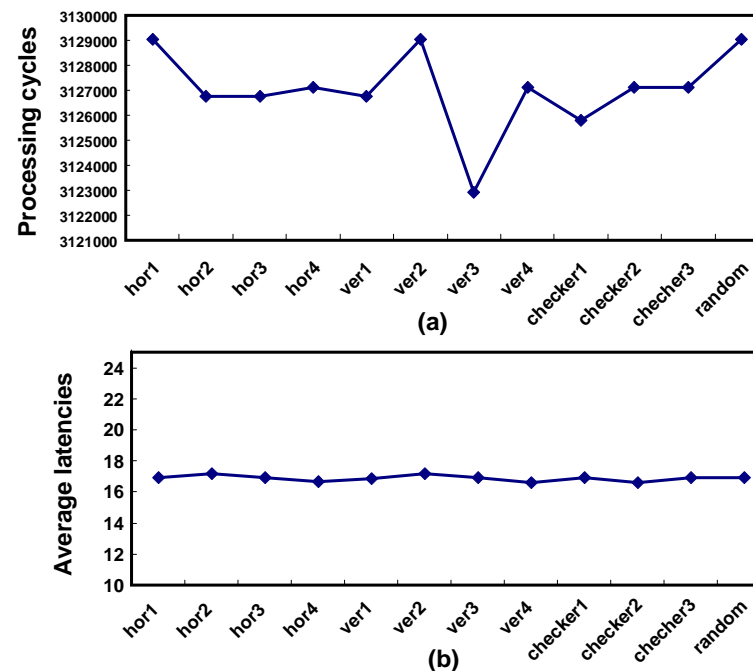 Processing cycles
3130000
3129000
3128000
3127000
3126000
3125000
3124000
3123000
3122000
3121000
hor1
hor2
hor3
hor4
ver1
ver2
ver3
ver4
checker1
checker2
checher3
random
(a)
Average latencies
24
22
20
18
16
14
12
10
hor1
hor2
hor3
hor4
ver1
ver2
ver3
ver4
checker1
checker2
checher3
random
(b)